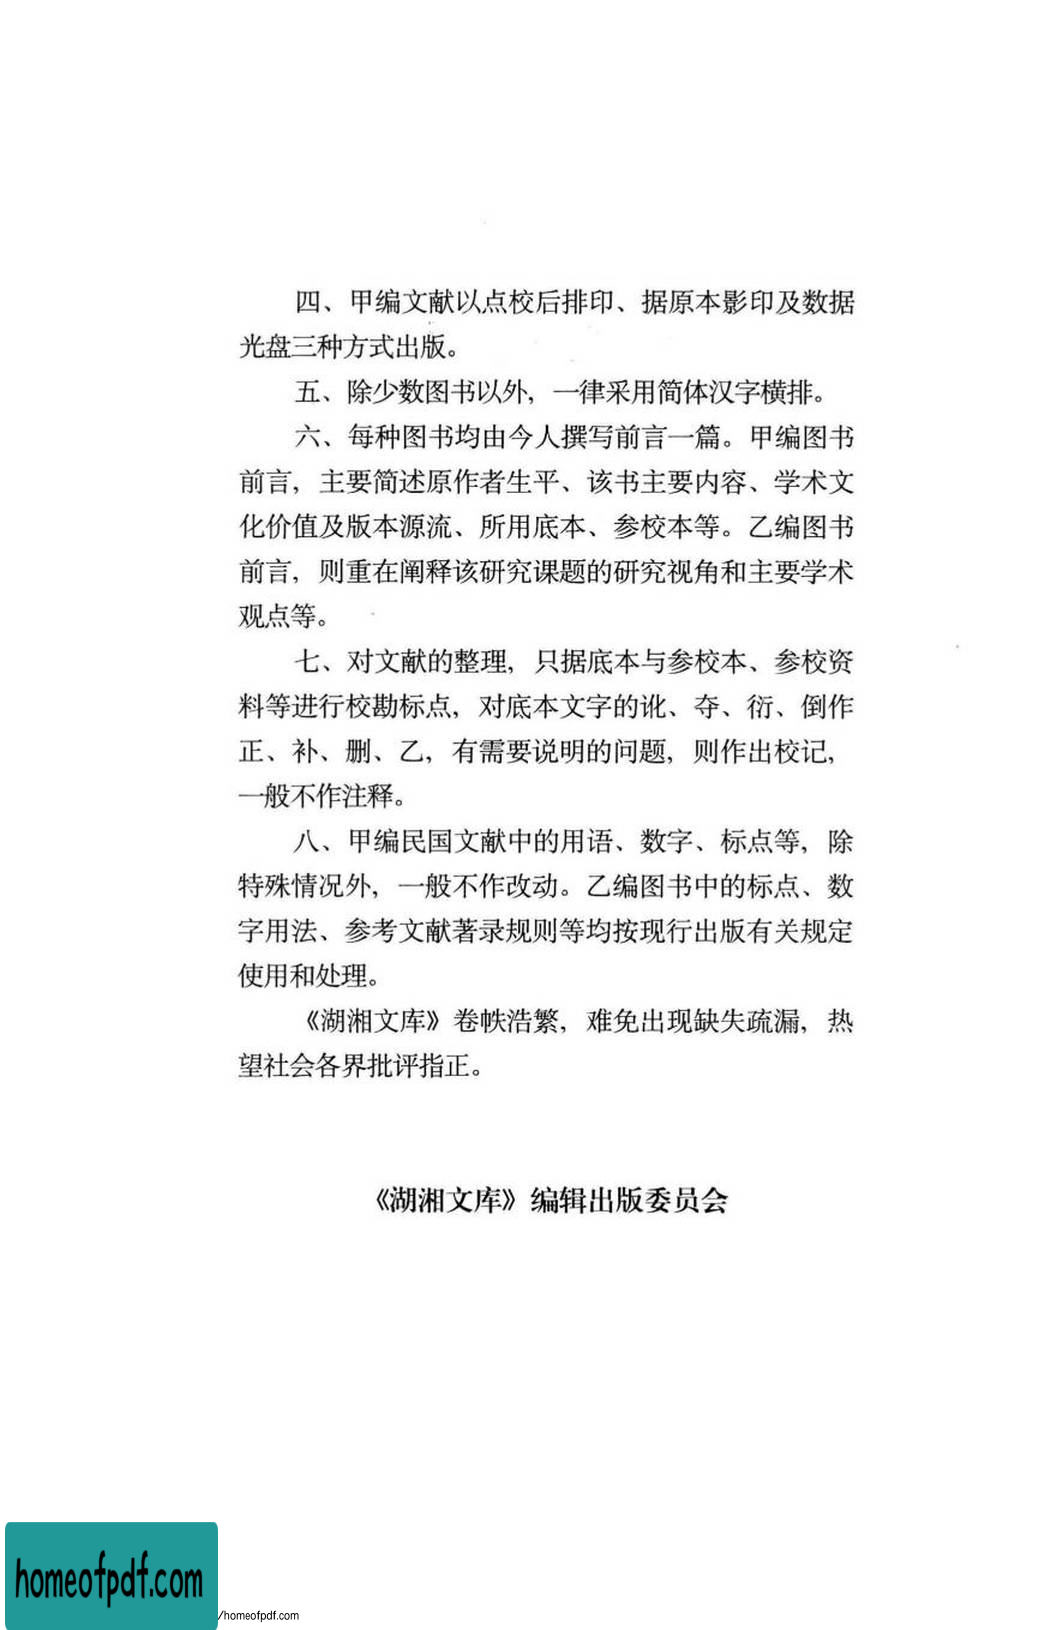 四、甲编文献以点校后排印、据原本影印及数据
光盘三种方式出版。
五、除少数图书以外，一律采用简体汉字横排。
六、每种图书均由今人撰写前言一篇。甲编图书
前言，主要简述原作者生平、该书主要内容、学术文
化价值及版本源流、所用底本、参校本等。乙编图书
前言，则重在阐释该研究课题的研究视角和主要学术
观点等。
七、对文献的整理，只据底本与参校本、参校资
料等进行校勘标点，对底本文字的讹、夺、衍、倒作
正、补、删、乙，有需要说明的问题，则作出校记，
一般不作注释。
八、甲编民国文献中的用语、数字、标点等，除
特殊情况外，一般不作改动。乙编图书中的标点、数
字用法、参考文献著录规则等均按现行出版有关规定
使用和处理。
《湖湘文库》卷帙浩繁，难免出现缺失疏漏，热
望社会各界批评指正。
《湖湘文库》编辑出版委员会
homeofpdf.com
/homeofpdf.com